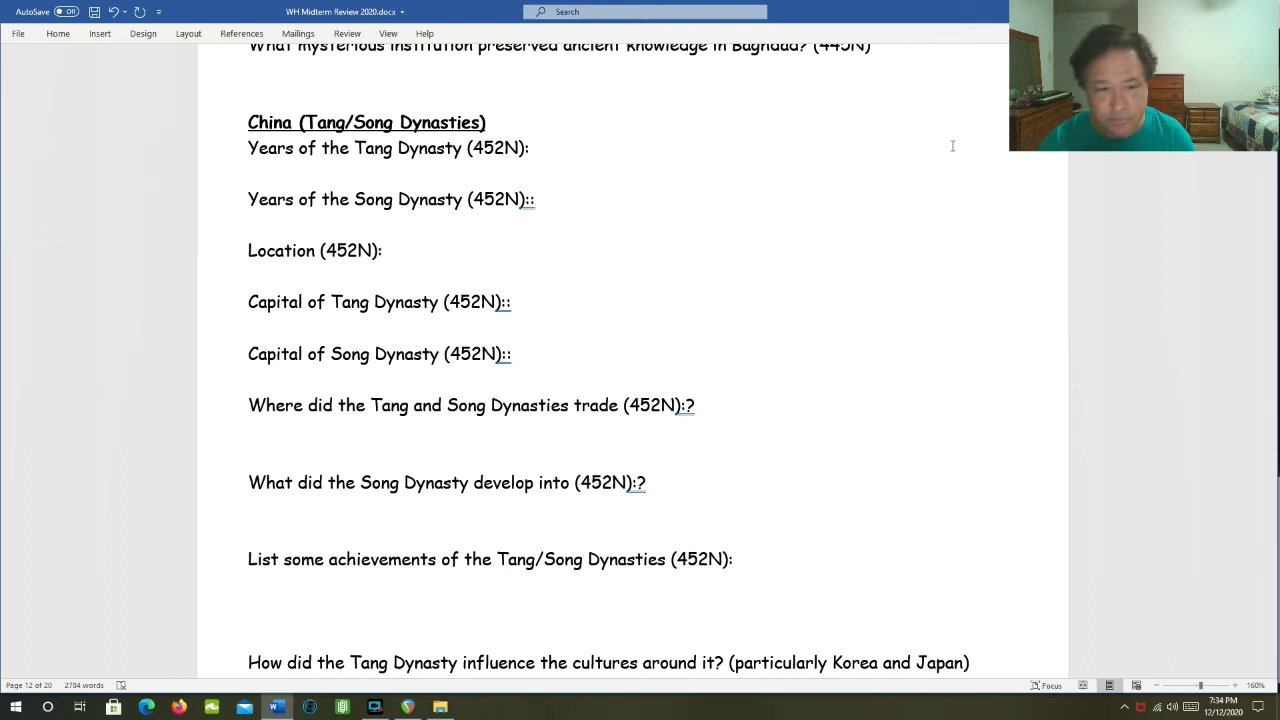 AutoSave Off WH Midterm Review 2020.docx Search
File Home Insert Design Layout References Mailings Review View Help
What mysterious institution preserved ancient knowledge in Baghdad? (445N)
China (Tang/Song Dynasties)
Years of the Tang Dynasty (452N):
Years of the Song Dynasty (452N)::
Location (452N):
Capital of Tang Dynasty (452N)::
Capital of Song Dynasty (452N)::
Where did the Tang and Song Dynasties trade (452N):?
What did the Song Dynasty develop into (452N):?
List some achievements of the Tang/Song Dynasties (452N):
How did the Tang Dynasty influence the cultures around it? (particularly Korea and Japan)
Page 12 of 20 2784 words Focus 160%
7:34 PM
12/12/2020